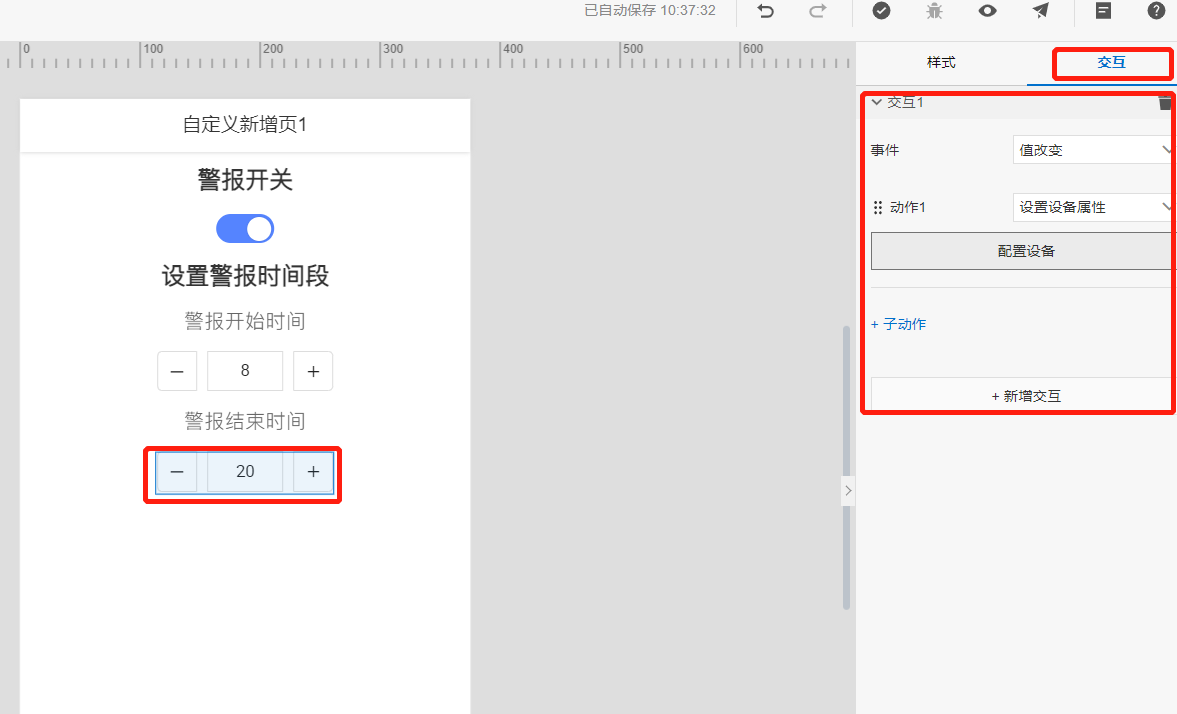 已自动保存 10:37:32
0 100 200 300 400 500 600
样式 交互
自定义新增页1
警报开关
设置警报时间段
警报开始时间
— 8 +
警报结束时间
— 20 +
交互1
事件 值改变
动作1 设置设备属性
配置设备
+ 子动作
+ 新增交互